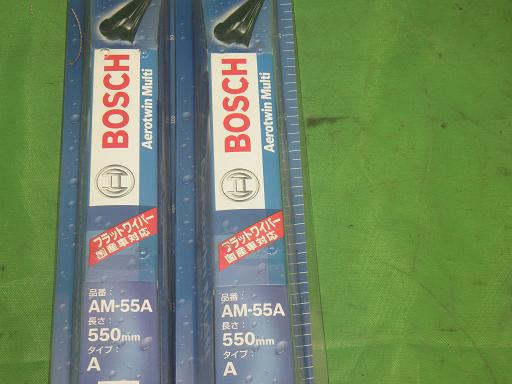 BOSCH
Aerotwin Multi
フラットワイパー
国産車対応
品番:
AM-55A
長さ:
550mm
タイプ:
A
BOSCH
Aerotwin Multi
フラットワイパー
国産車対応
品番:
AM-55A
長さ:
550mm
タイプ:
A